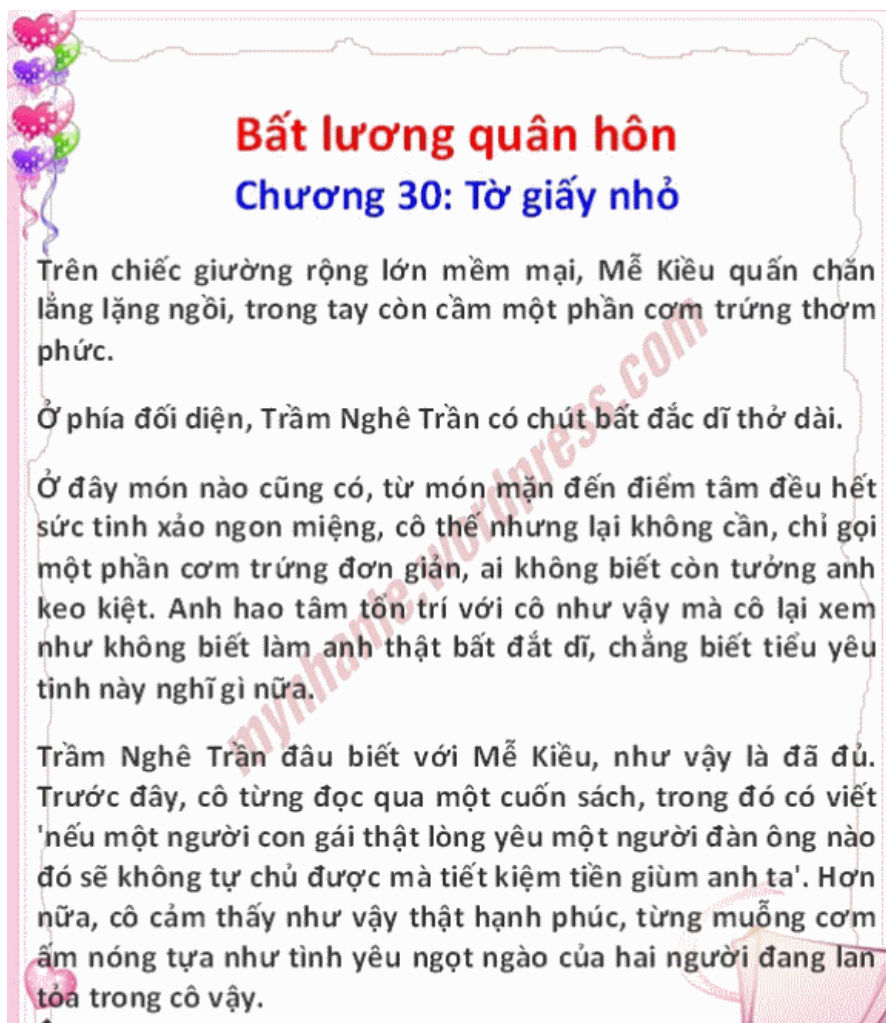 Bất lương quân hôn
Chương 30: Tờ giấy nhỏ
Trên chiếc giường rộng lớn mềm mại, Mễ Kiều quấn chăn
lẳng lặng ngồi, trong tay còn cầm một phần cơm trứng thơm
phức.
Ở phía đối diện, Trầm Nghê Trần có chút bất đắc dĩ thở dài.
Ở đây món nào cũng có, từ món mặn đến điểm tâm đều hết
sức tinh xảo ngon miệng, cô thế nhưng lại không cần, chỉ gọi
một phần cơm trứng đơn giản, ai không biết còn tưởng anh
keo kiệt. Anh hao tâm tổn trí với cô như vậy mà cô lại xem
như không biết làm anh thật bất đắt dĩ, chẳng biết tiểu yêu
tinh này nghĩ gì nữa.
Trầm Nghê Trần đâu biết với Mễ Kiều, như vậy là đã đủ.
Trước đây, cô từng đọc qua một cuốn sách, trong đó có viết
'nếu một người con gái thật lòng yêu một người đàn ông nào
đó sẽ không tự chủ được mà tiết kiệm tiền giùm anh ta'. Hơn
nữa, cô cảm thấy như vậy thật hạnh phúc, từng muỗng cơm
ấm nóng tựa như tình yêu ngọt ngào của hai người đang lan
tỏa trong cô vậy.